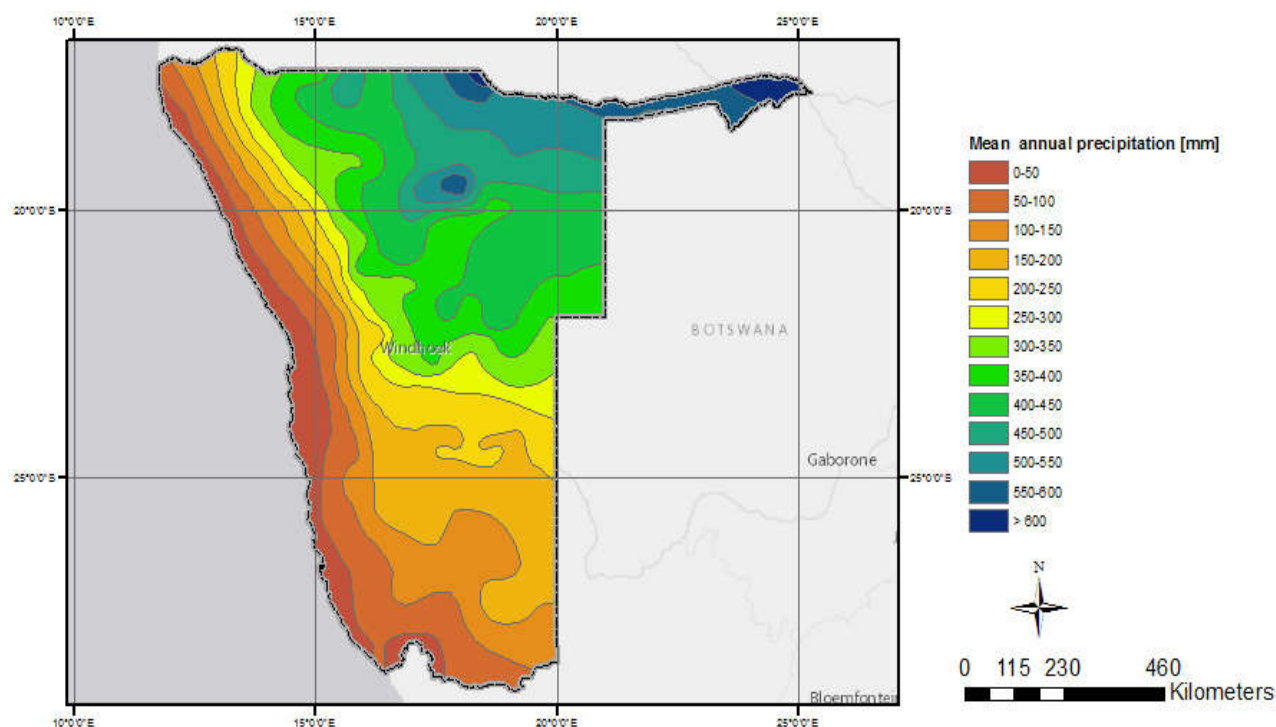 10°0'0"E 15°0'0"E 20°0'0"E 25°0'0"E
20°0'0"S 20°0'0"S
Windhoek
BOTSWANA
Gaborone
25°0'0"S 25°0'0"S
Bloemfontein
10°0'0"E 15°0'0"E 20°0'0"E 25°0'0"E
Mean annual precipitation [mm]
0-50
50-100
100-150
150-200
200-250
250-300
300-350
350-400
400-450
450-500
500-550
550-600
> 600
N
0 115 230 460
Kilometers